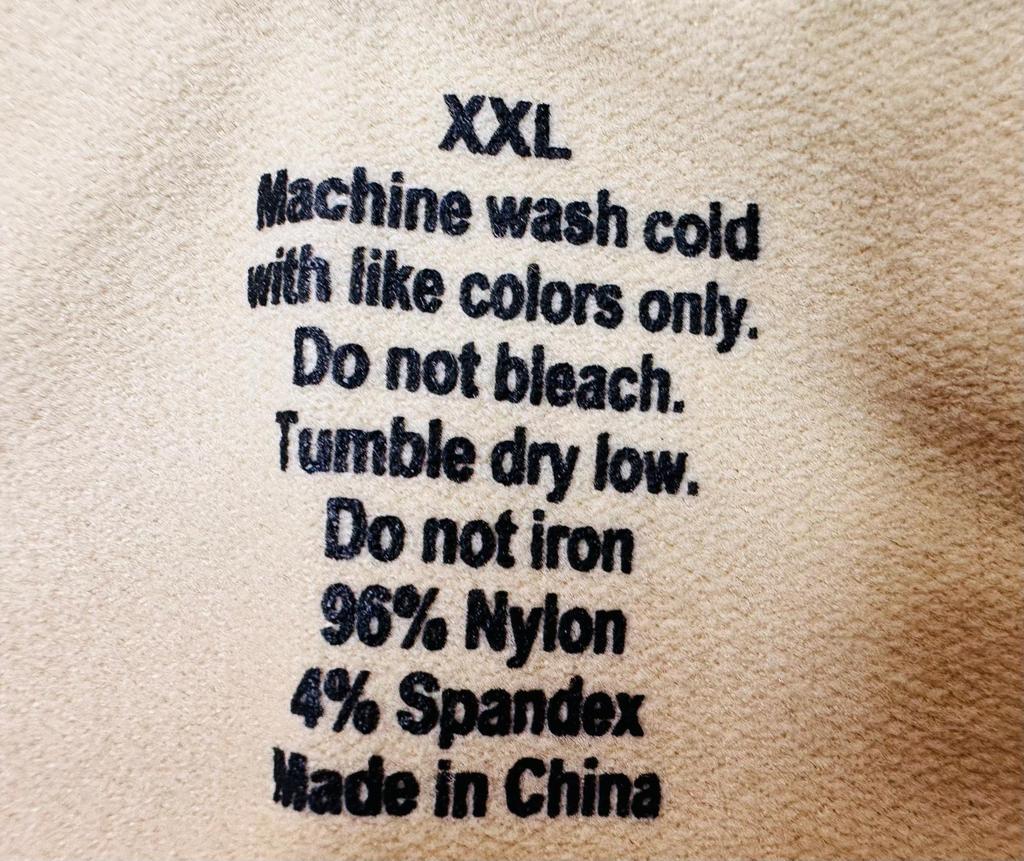 XXL
Machine wash cold
with like colors only.
Do not bleach.
Tumble dry low.
Do not iron
96% Nylon
4% Spandex
Made in China